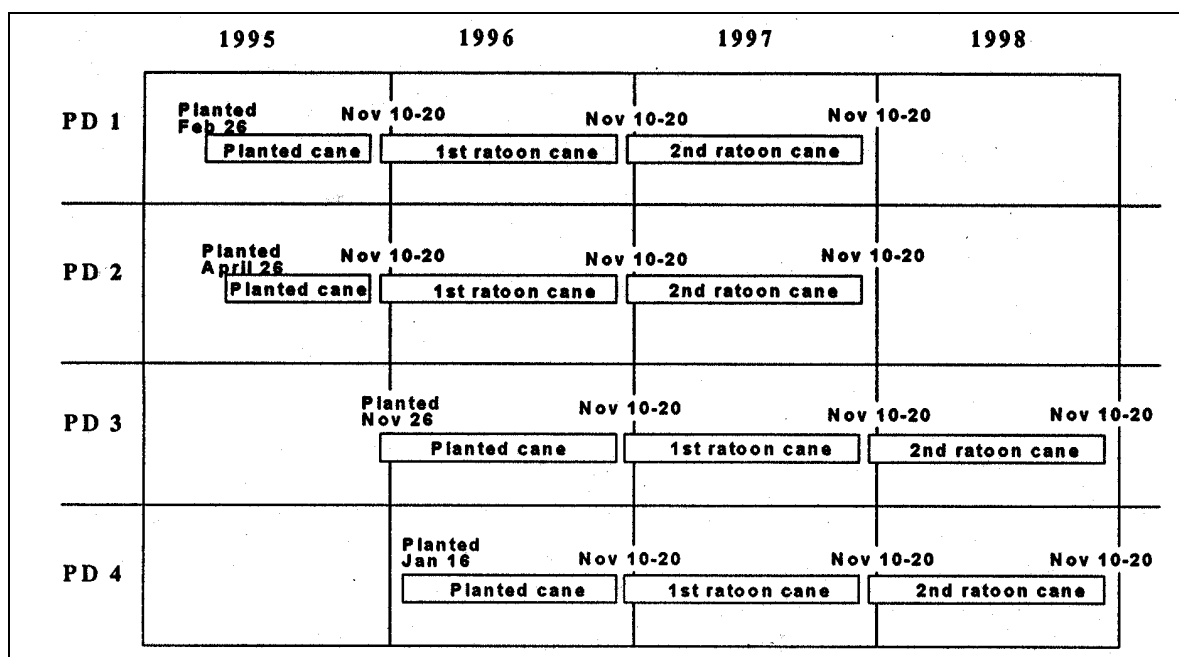 1995 1996 1997 1998
PD 1
Planted
Feb 26
Nov 10-20 Nov 10-20 Nov 10-20
Planted cane 1st ratoon cane 2nd ratoon cane
PD 2
Planted
April 26
Nov 10-20 Nov 10-20 Nov 10-20
Planted cane 1st ratoon cane 2nd ratoon cane
PD 3
Planted
Nov 26
Nov 10-20 Nov 10-20 Nov 10-20
Planted cane 1st ratoon cane 2nd ratoon cane
PD 4
Planted
Jan 16
Nov 10-20 Nov 10-20 Nov 10-20
Planted cane 1st ratoon cane 2nd ratoon cane